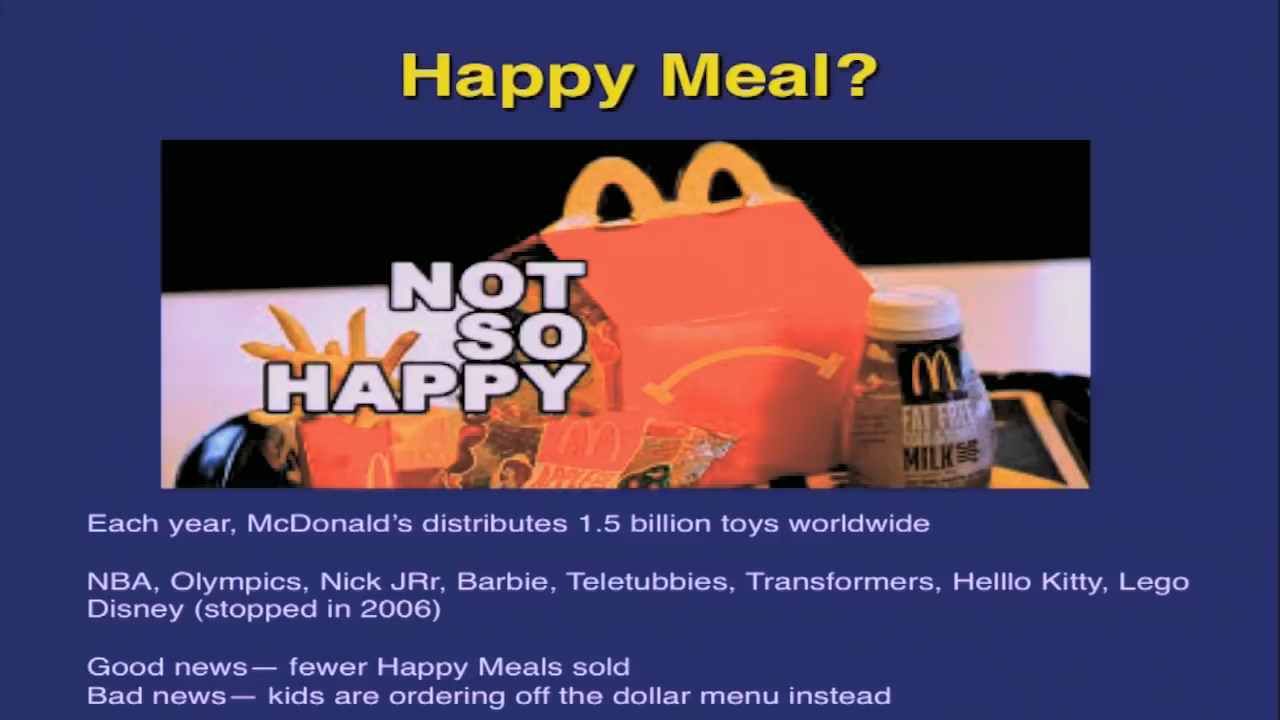 Happy Meal?
NOT
SO
HAPPY
FAT FREE
MILK
Each year, McDonald’s distributes 1.5 billion toys worldwide
NBA, Olympics, Nick JRr, Barbie, Teletubbies, Transformers, Helllo Kitty, Lego
Disney (stopped in 2006)
Good news— fewer Happy Meals sold
Bad news— kids are ordering off the dollar menu instead